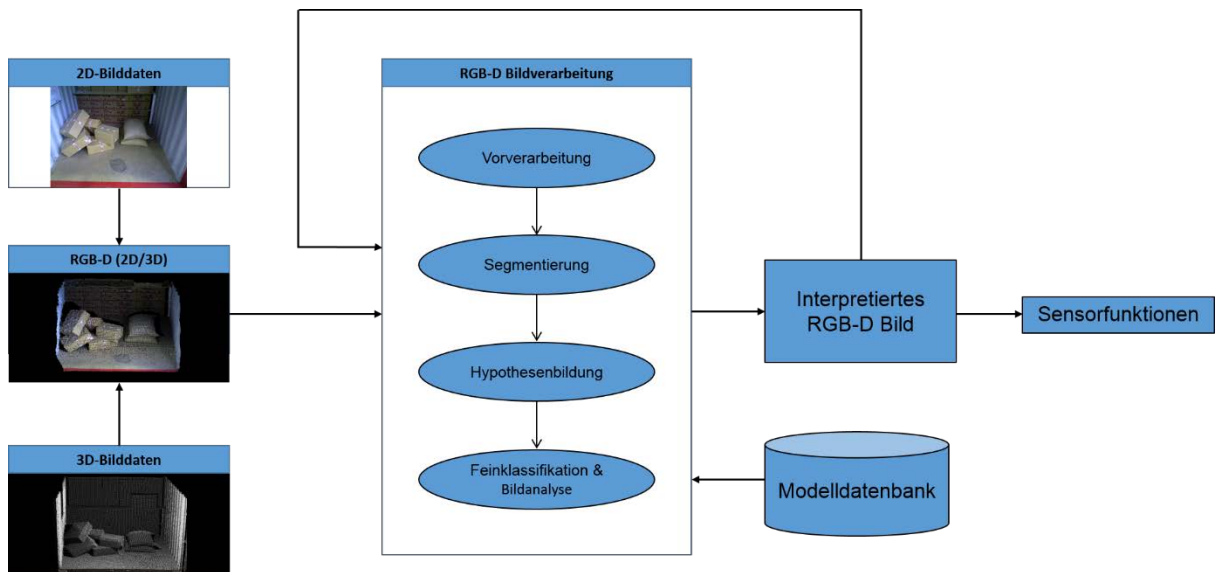 2D-Bilddaten
RGB-D (2D/3D)
3D-Bilddaten
RGB-D Bildverarbeitung
Vorverarbeitung
Segmentierung
Hypothesenbildung
Feinklassifikation &
Bildanalyse
Interpretiertes
RGB-D Bild
Modelldatenbank
Sensorfunktionen